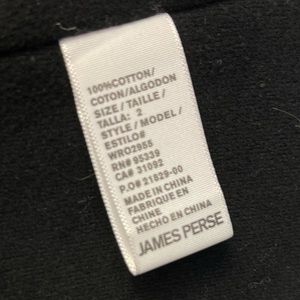 100%COTTON/
COTON/ALGODON
SIZE/TAILLE/
TALLA: 2
STYLE/MODEL/
ESTILO#
WRO2955
RN# 95339
CA# 31092
P.O# 21829-00
MADE IN CHINA
FABRIQUE EN
CHINE
HECHO EN CHINA
JAMES PERSE